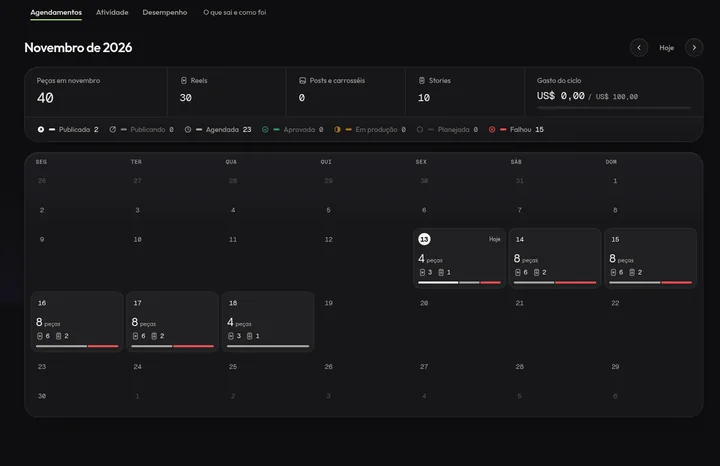 Agendamentos Atividade Desempenho O que sai e como foi
Novembro de 2026
Hoje
Peças em novembro
40
Reels
30
Posts e carrosséis
0
Stories
10
Gasto do ciclo
US$ 0,00 / US$ 100,00
Publicada 2 Publicando 0 Agendada 23 Aprovada 0 Em produção 0 Planejada 0 Falhou 15
SEG TER QUA QUI SEX SÁB DOM
26 27 28 29 30 31 1
2 3 4 5 6 7 8
9 10 11 12
13 Hoje
4 peças
3 1
14
8 peças
6 2
15
8 peças
6 2
16
8 peças
6 2
17
8 peças
6 2
18
4 peças
3 1
19 20 21 22
23 24 25 26 27 28 29
30 1 2 3 4 5 6